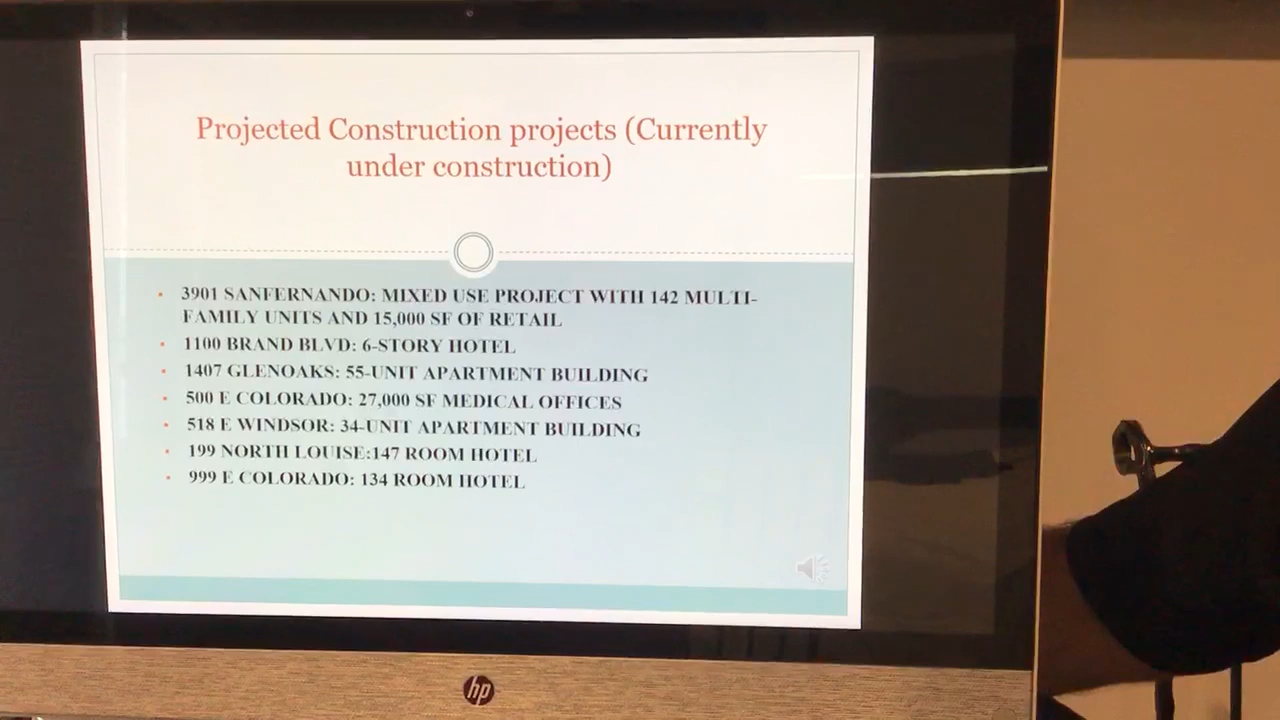 Projected Construction projects (Currently
under construction)
• 3901 SANFERNANDO: MIXED USE PROJECT WITH 142 MULTI-
FAMILY UNITS AND 15,000 SF OF RETAIL
• 1100 BRAND BLVD: 6-STORY HOTEL
• 1407 GLENOAKS: 55-UNIT APARTMENT BUILDING
• 500 E COLORADO: 27,000 SF MEDICAL OFFICES
• 518 E WINDSOR: 34-UNIT APARTMENT BUILDING
• 199 NORTH LOUISE:147 ROOM HOTEL
• 999 E COLORADO: 134 ROOM HOTEL
hp